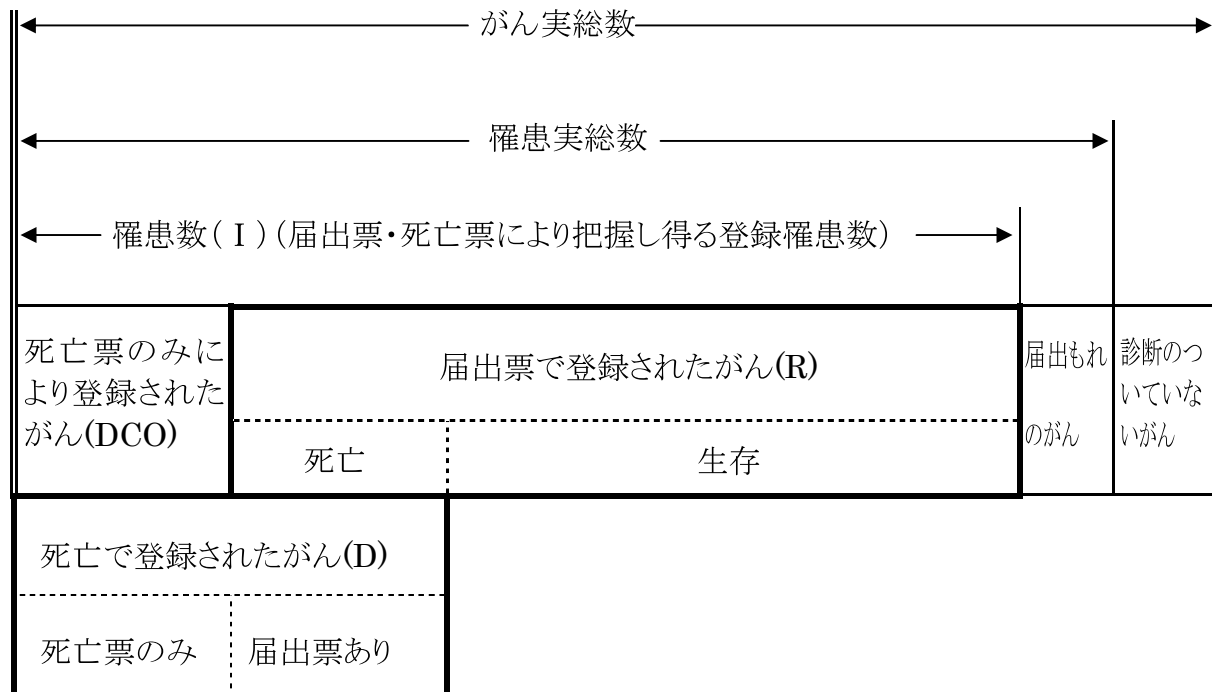 がん実総数
罹患実総数
罹患数(Ⅰ)(届出票・死亡票により把握し得る登録罹患数)
死亡票のみに
より登録された
がん(DCO)
届出票で登録されたがん(R)
死亡
生存
届出もれ
のがん
診断のつ
いていな
いがん
死亡で登録されたがん(D)
死亡票のみ
届出票あり